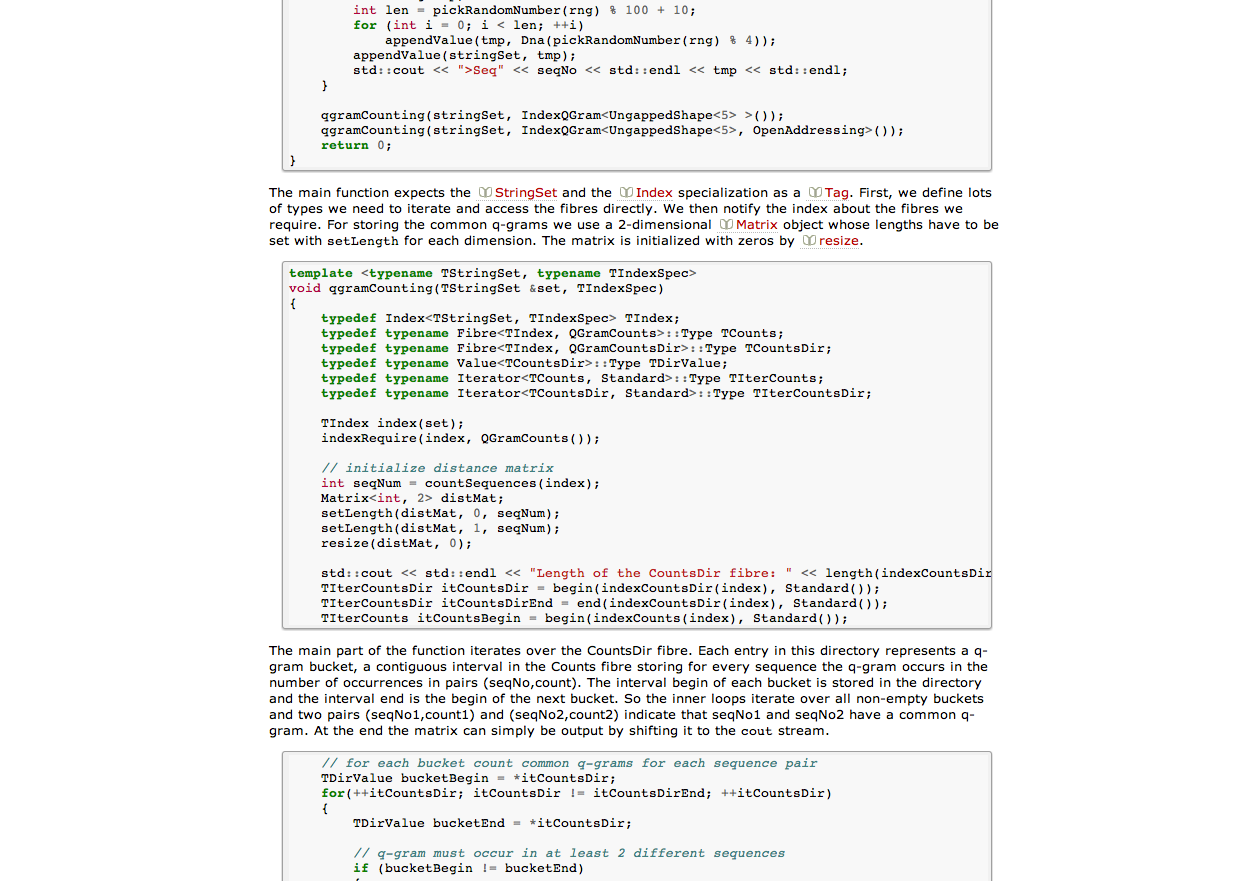 int len = pickRandomNumber(rng) % 100 + 10;
        for (int i = 0; i < len; ++i)
            appendValue(tmp, Dna(pickRandomNumber(rng) % 4));
        appendValue(stringSet, tmp);
        std::cout << ">Seq" << seqNo << std::endl << tmp << std::endl;
    }

    qgramCounting(stringSet, IndexQGram<UngappedShape<5> >());
    qgramCounting(stringSet, IndexQGram<UngappedShape<5>, OpenAddressing>());
    return 0;
}
The main function expects the StringSet and the Index specialization as a Tag. First, we define lots
of types we need to iterate and access the fibres directly. We then notify the index about the fibres we
require. For storing the common q-grams we use a 2-dimensional Matrix object whose lengths have to be
set with setLength for each dimension. The matrix is initialized with zeros by resize.
template <typename TStringSet, typename TIndexSpec>
void qgramCounting(TStringSet &set, TIndexSpec)
{
    typedef Index<TStringSet, TIndexSpec> TIndex;
    typedef typename Fibre<TIndex, QGramCounts>::Type TCounts;
    typedef typename Fibre<TIndex, QGramCountsDir>::Type TCountsDir;
    typedef typename Value<TCountsDir>::Type TDirValue;
    typedef typename Iterator<TCounts, Standard>::Type TIterCounts;
    typedef typename Iterator<TCountsDir, Standard>::Type TIterCountsDir;

    TIndex index(set);
    indexRequire(index, QGramCounts());

    // initialize distance matrix
    int seqNum = countSequences(index);
    Matrix<int, 2> distMat;
    setLength(distMat, 0, seqNum);
    setLength(distMat, 1, seqNum);
    resize(distMat, 0);

    std::cout << std::endl << "Length of the CountsDir fibre: " << length(indexCountsDir
    TIterCountsDir itCountsDir = begin(indexCountsDir(index), Standard());
    TIterCountsDir itCountsDirEnd = end(indexCountsDir(index), Standard());
    TIterCounts itCountsBegin = begin(indexCounts(index), Standard());
The main part of the function iterates over the CountsDir fibre. Each entry in this directory represents a q-
gram bucket, a contiguous interval in the Counts fibre storing for every sequence the q-gram occurs in the
number of occurrences in pairs (seqNo,count). The interval begin of each bucket is stored in the directory
and the interval end is the begin of the next bucket. So the inner loops iterate over all non-empty buckets
and two pairs (seqNo1,count1) and (seqNo2,count2) indicate that seqNo1 and seqNo2 have a common q-
gram. At the end the matrix can simply be output by shifting it to the cout stream.
    // for each bucket count common q-grams for each sequence pair
    TDirValue bucketBegin = *itCountsDir;
    for(++itCountsDir; itCountsDir != itCountsDirEnd; ++itCountsDir)
    {
        TDirValue bucketEnd = *itCountsDir;

        // q-gram must occur in at least 2 different sequences
        if (bucketBegin != bucketEnd)